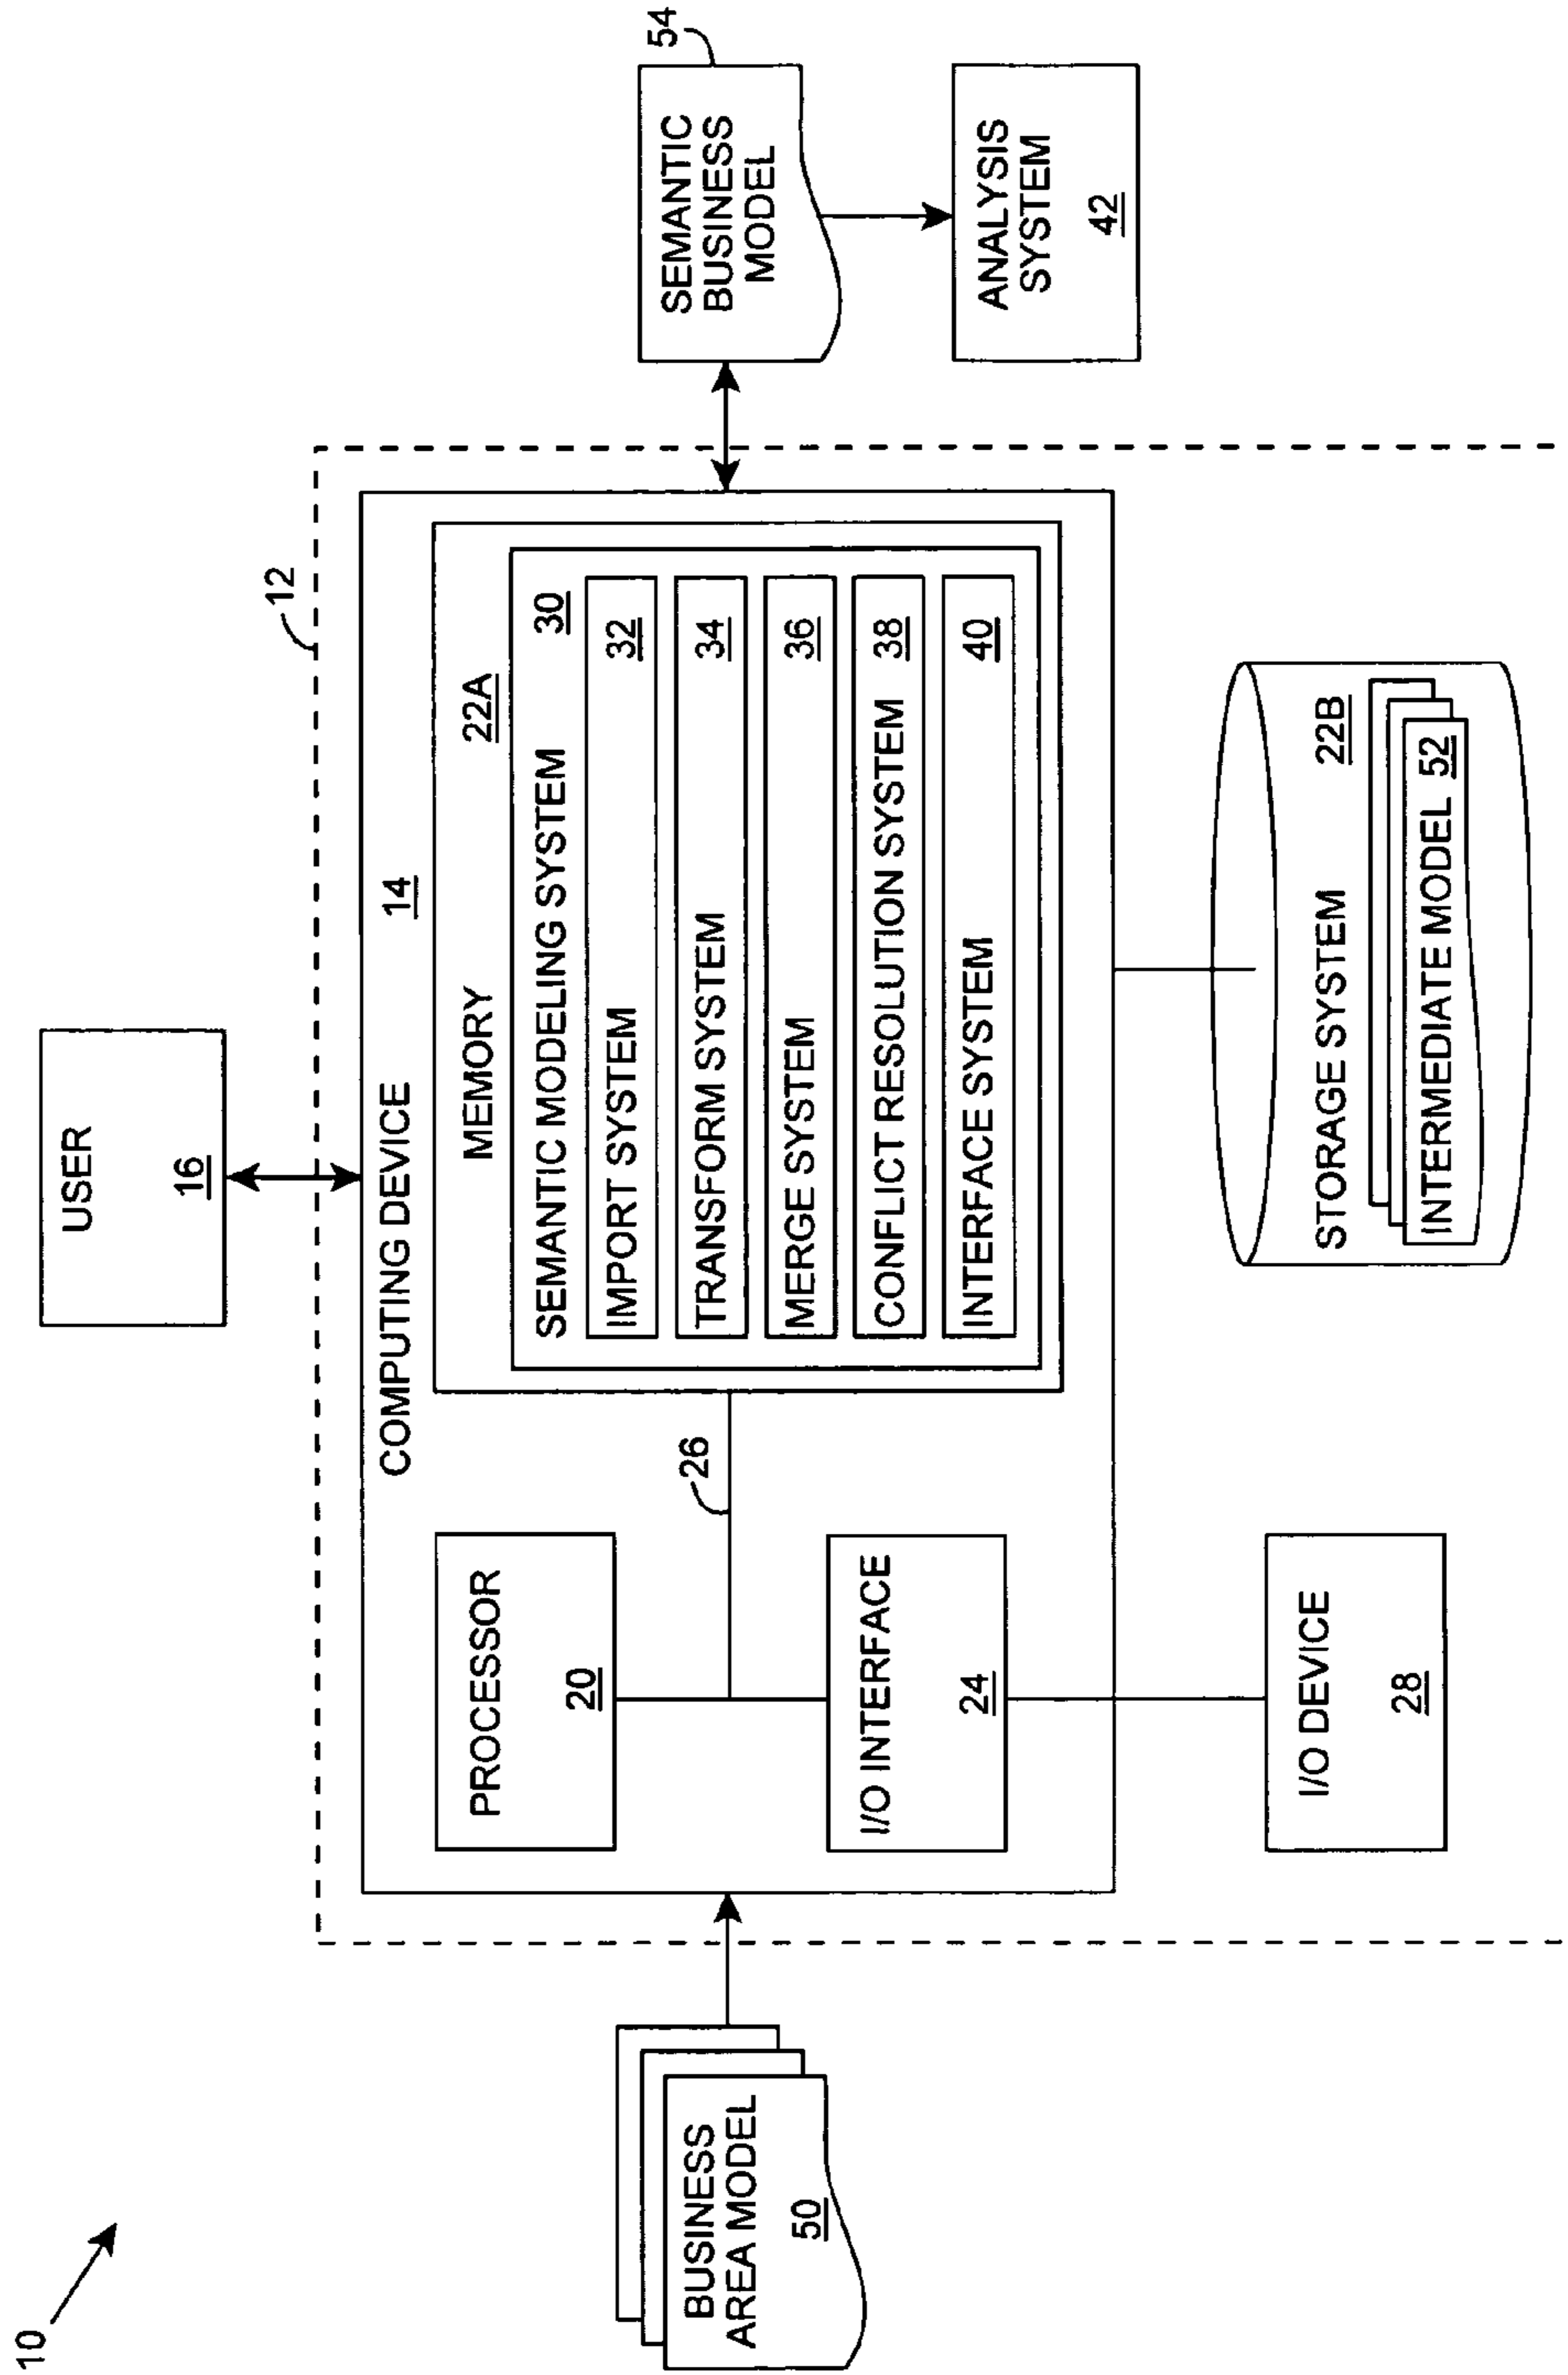 10
12
USER
16
COMPUTING DEVICE 14
PROCESSOR
20
I/O INTERFACE
24
26
MEMORY 22A
SEMANTIC MODELING SYSTEM 30
IMPORT SYSTEM 32
TRANSFORM SYSTEM 34
MERGE SYSTEM 36
CONFLICT RESOLUTION SYSTEM 38
INTERFACE SYSTEM 40
BUSINESS
AREA MODEL
50
SEMANTIC
BUSINESS
MODEL
54
ANALYSIS
SYSTEM
42
I/O DEVICE
28
STORAGE SYSTEM 22B
INTERMEDIATE MODEL 52